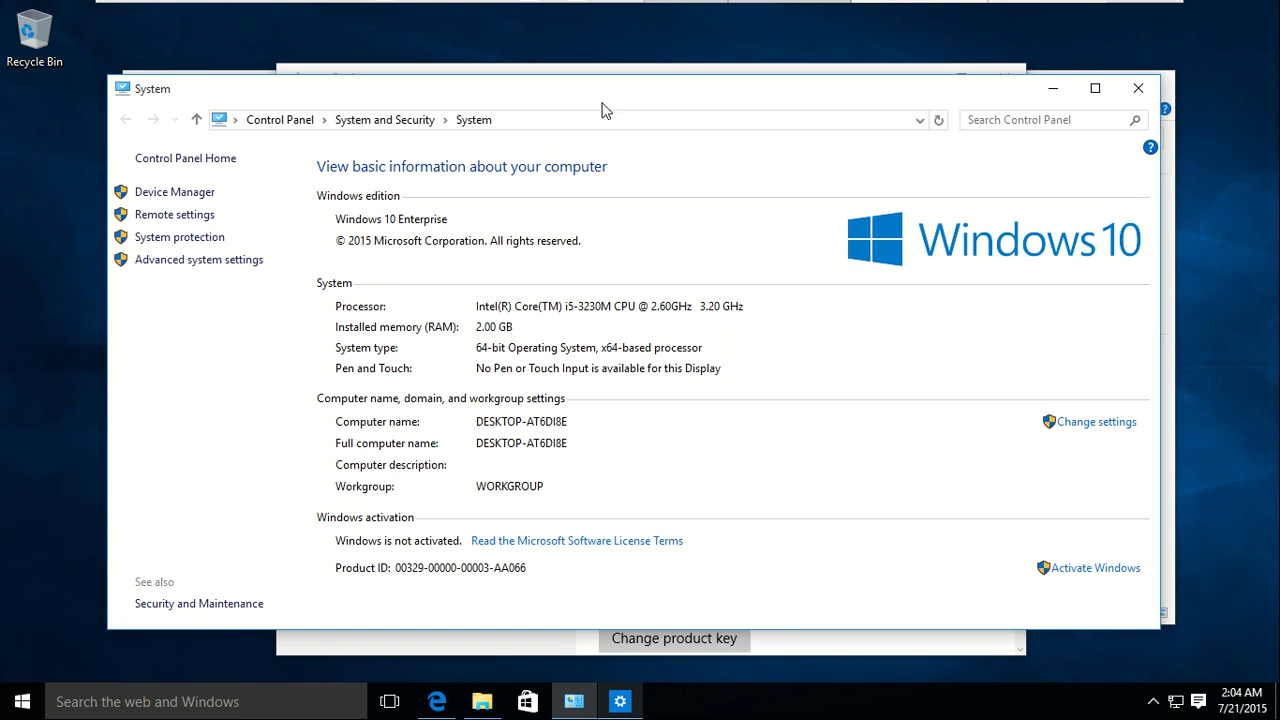 Recycle Bin
System
Control Panel > System and Security > System
Search Control Panel
Control Panel Home
Device Manager
Remote settings
System protection
Advanced system settings
See also
Security and Maintenance
View basic information about your computer
Windows edition
Windows 10 Enterprise
© 2015 Microsoft Corporation. All rights reserved.
Windows 10
System
Processor: Intel(R) Core(TM) i5-3230M CPU @ 2.60GHz 3.20 GHz
Installed memory (RAM): 2.00 GB
System type: 64-bit Operating System, x64-based processor
Pen and Touch: No Pen or Touch Input is available for this Display
Computer name, domain, and workgroup settings
Computer name: DESKTOP-AT6DI8E
Change settings
Full computer name: DESKTOP-AT6DI8E
Computer description:
Workgroup: WORKGROUP
Windows activation
Windows is not activated. Read the Microsoft Software License Terms
Product ID: 00329-00000-00003-AA066
Activate Windows
Change product key
Search the web and Windows
2:04 AM
7/21/2015